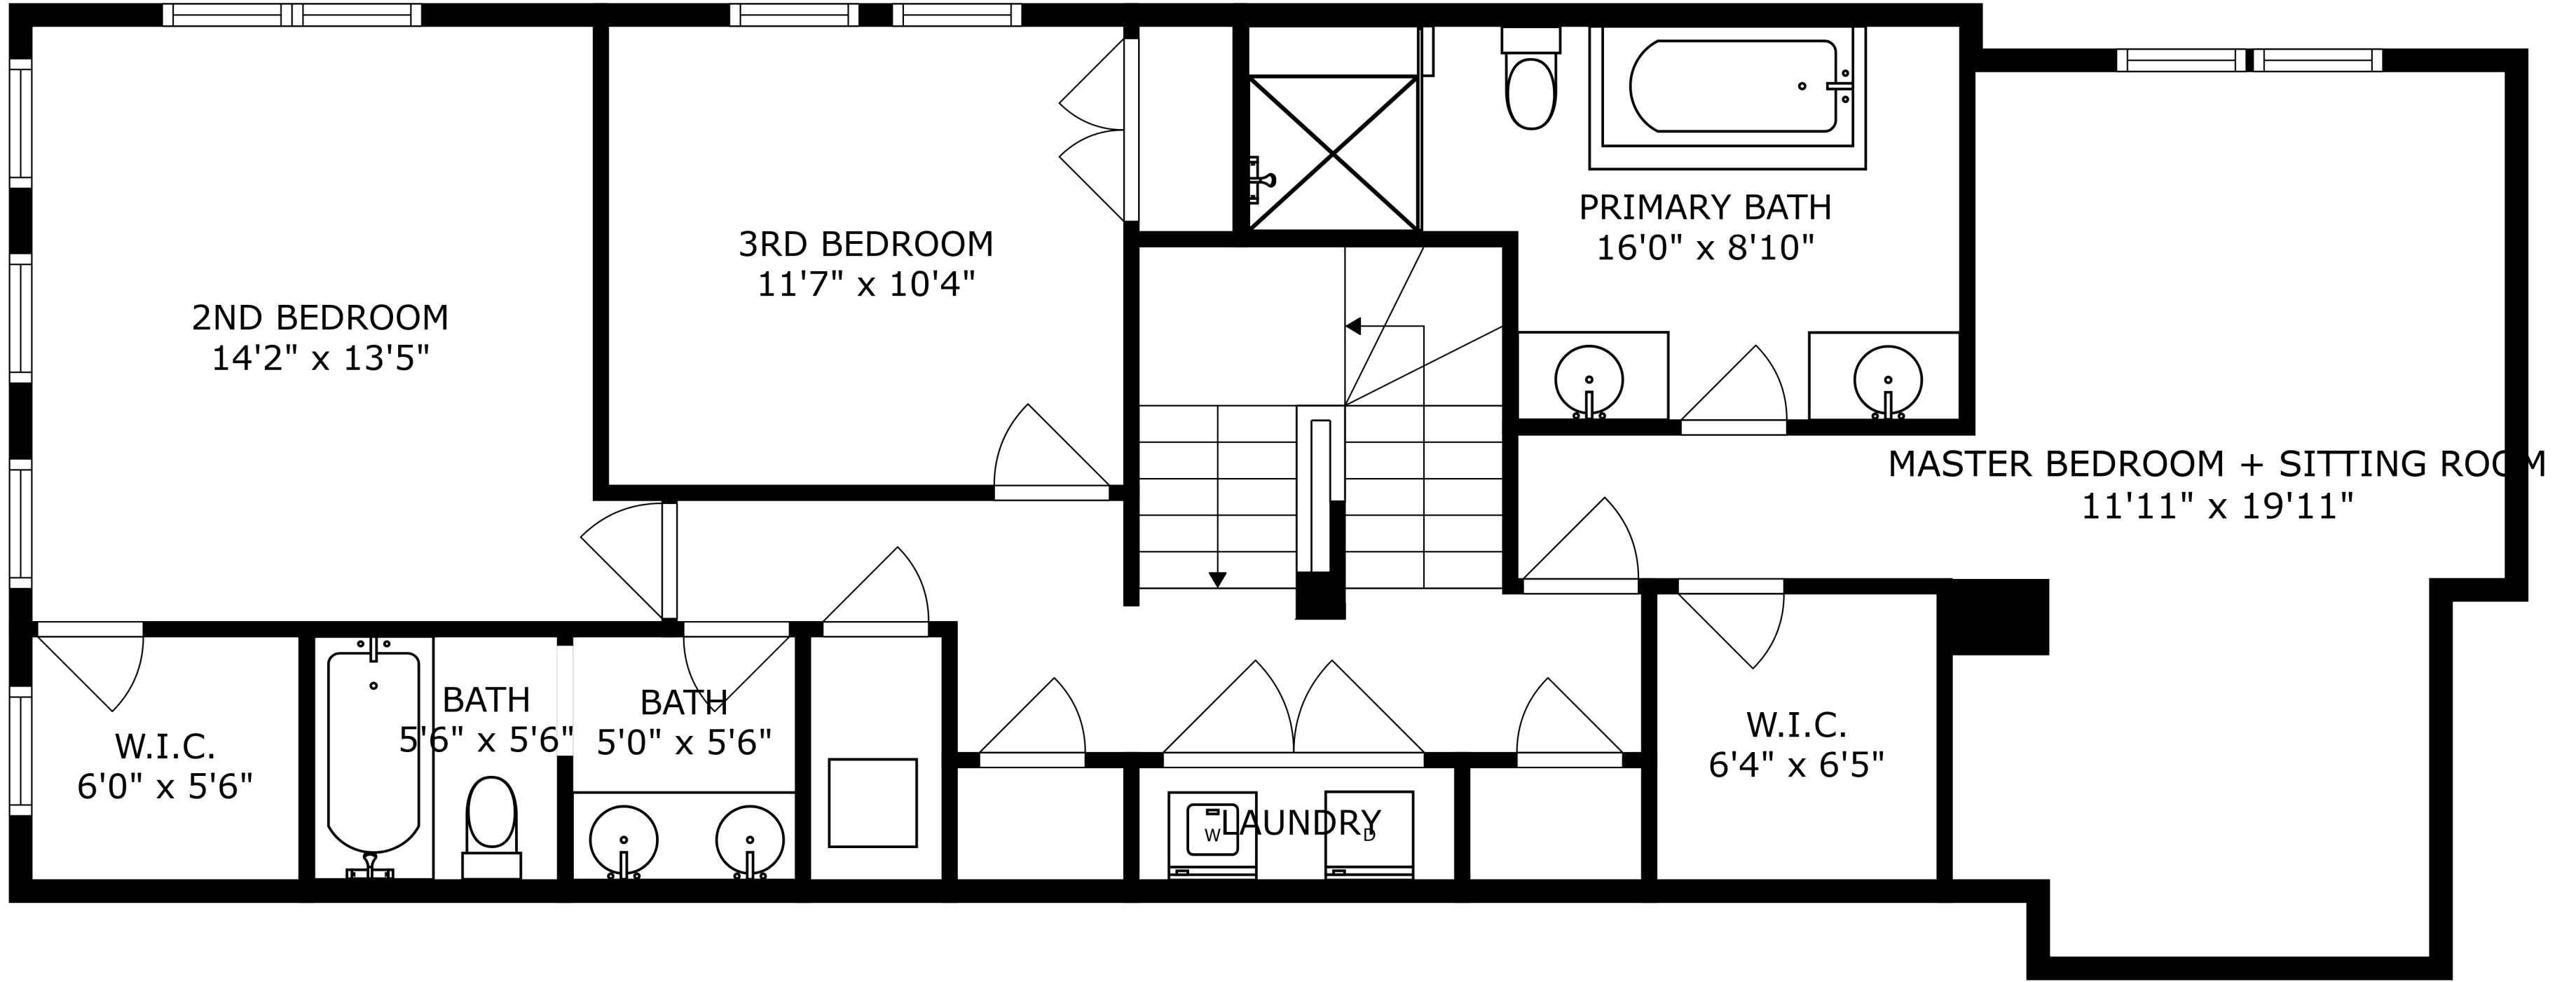 PRIMARY BATH
16'0" x 8'10"
3RD BEDROOM
11'7" x 10'4"
2ND BEDROOM
14'2" x 13'5"
MASTER BEDROOM + SITTING ROOM
11'11" x 19'11"
BATH
5'6" x 5'6"
BATH
5'0" x 5'6"
W.I.C.
6'0" x 5'6"
W.I.C.
6'4" x 6'5"
LAUNDRY
W
D